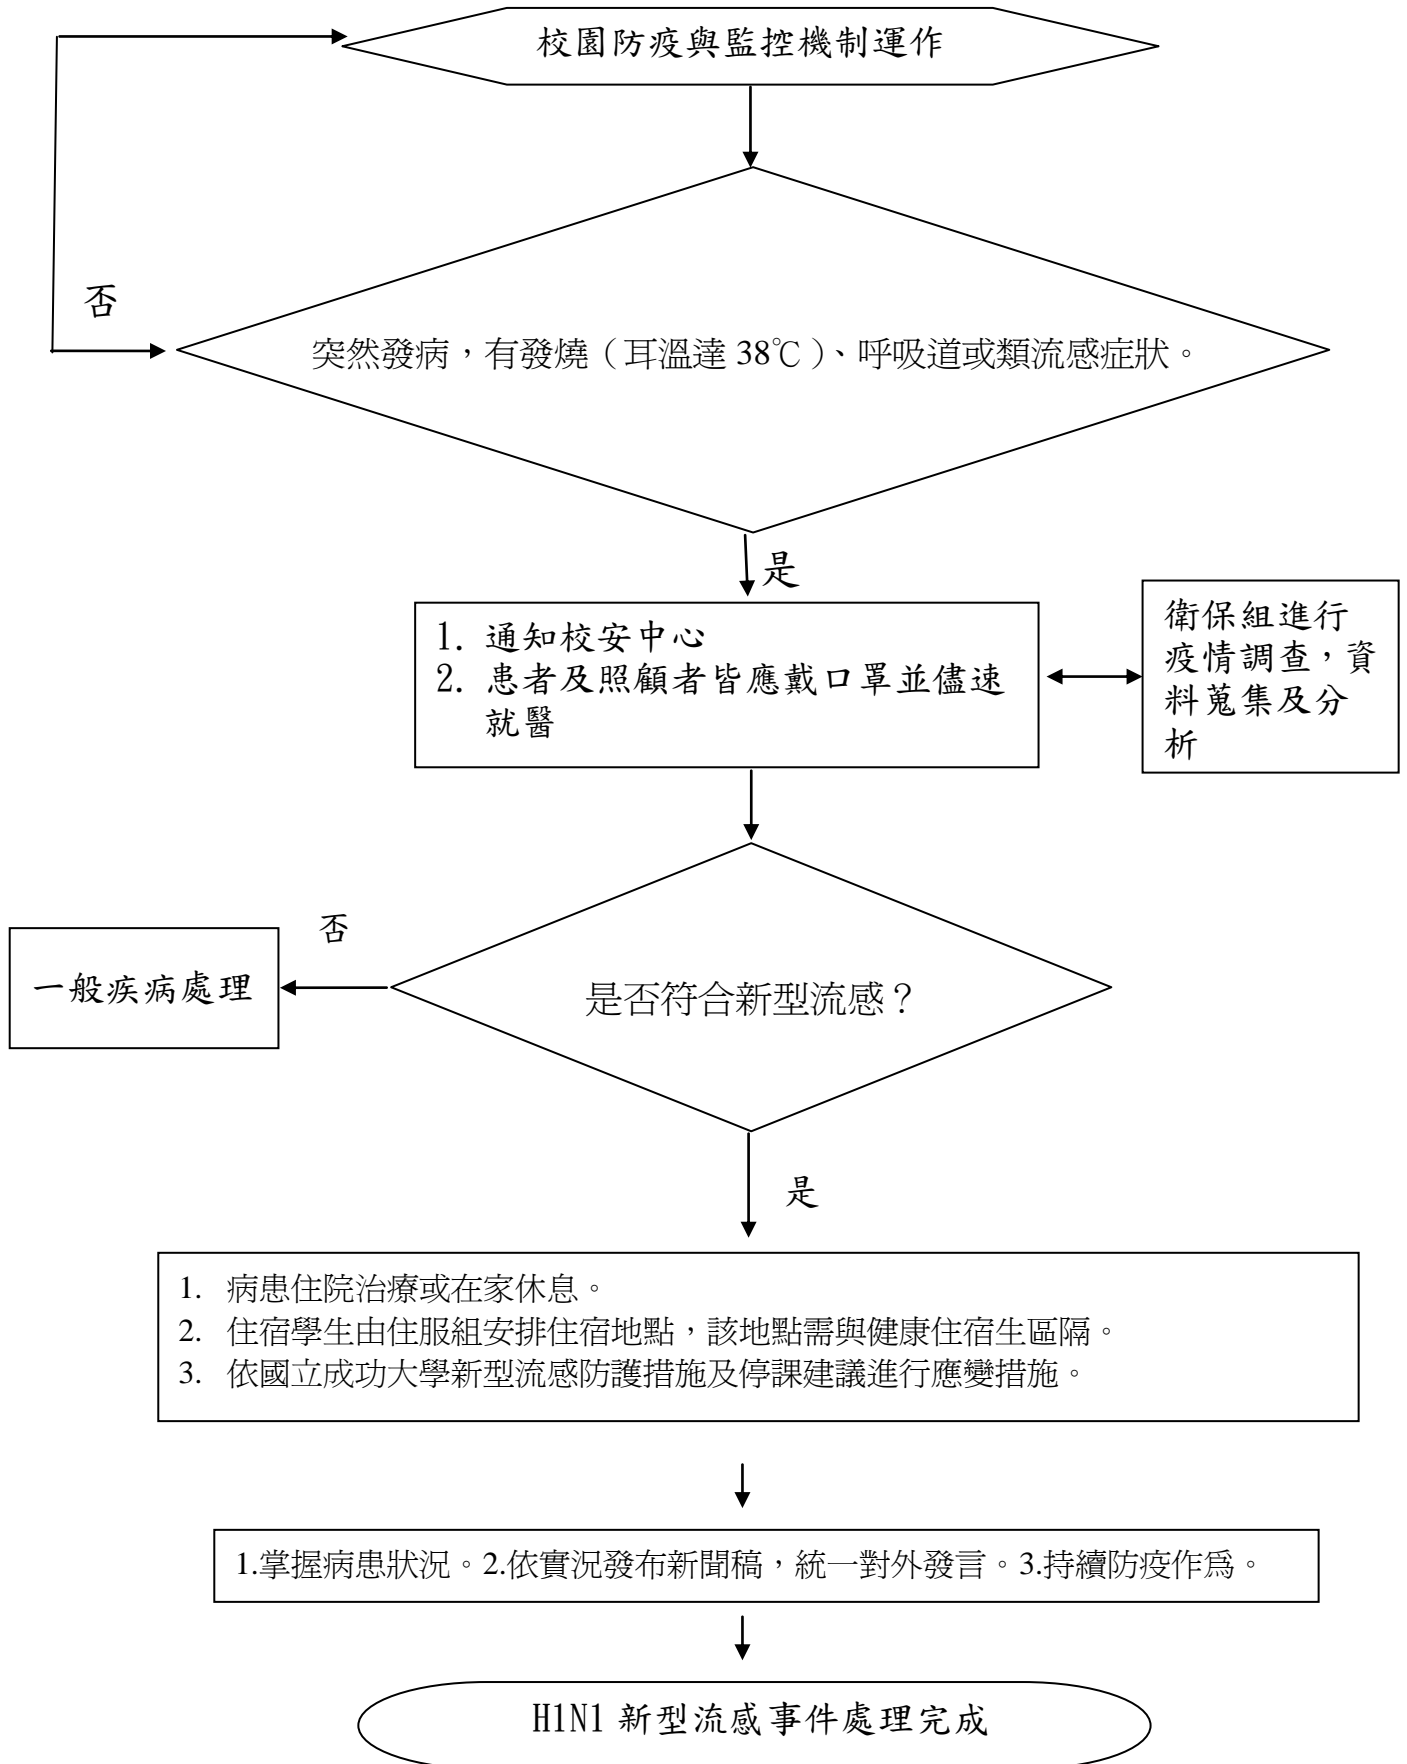 校園防疫與監控機制運作
否
突然發病，有發燒（耳溫達 38℃）、呼吸道或類流感症狀。
是
1. 通知校安中心
2. 患者及照顧者皆應戴口罩並儘速
就醫
衛保組進行
疫情調查，資
料蒐集及分
析
否
一般疾病處理
是否符合新型流感？
是
1. 病患住院治療或在家休息。
2. 住宿學生由住服組安排住宿地點，該地點需與健康住宿生區隔。
3. 依國立成功大學新型流感防護措施及停課建議進行應變措施。
1.掌握病患狀況。2.依實況發布新聞稿，統一對外發言。3.持續防疫作為。
H1N1 新型流感事件處理完成